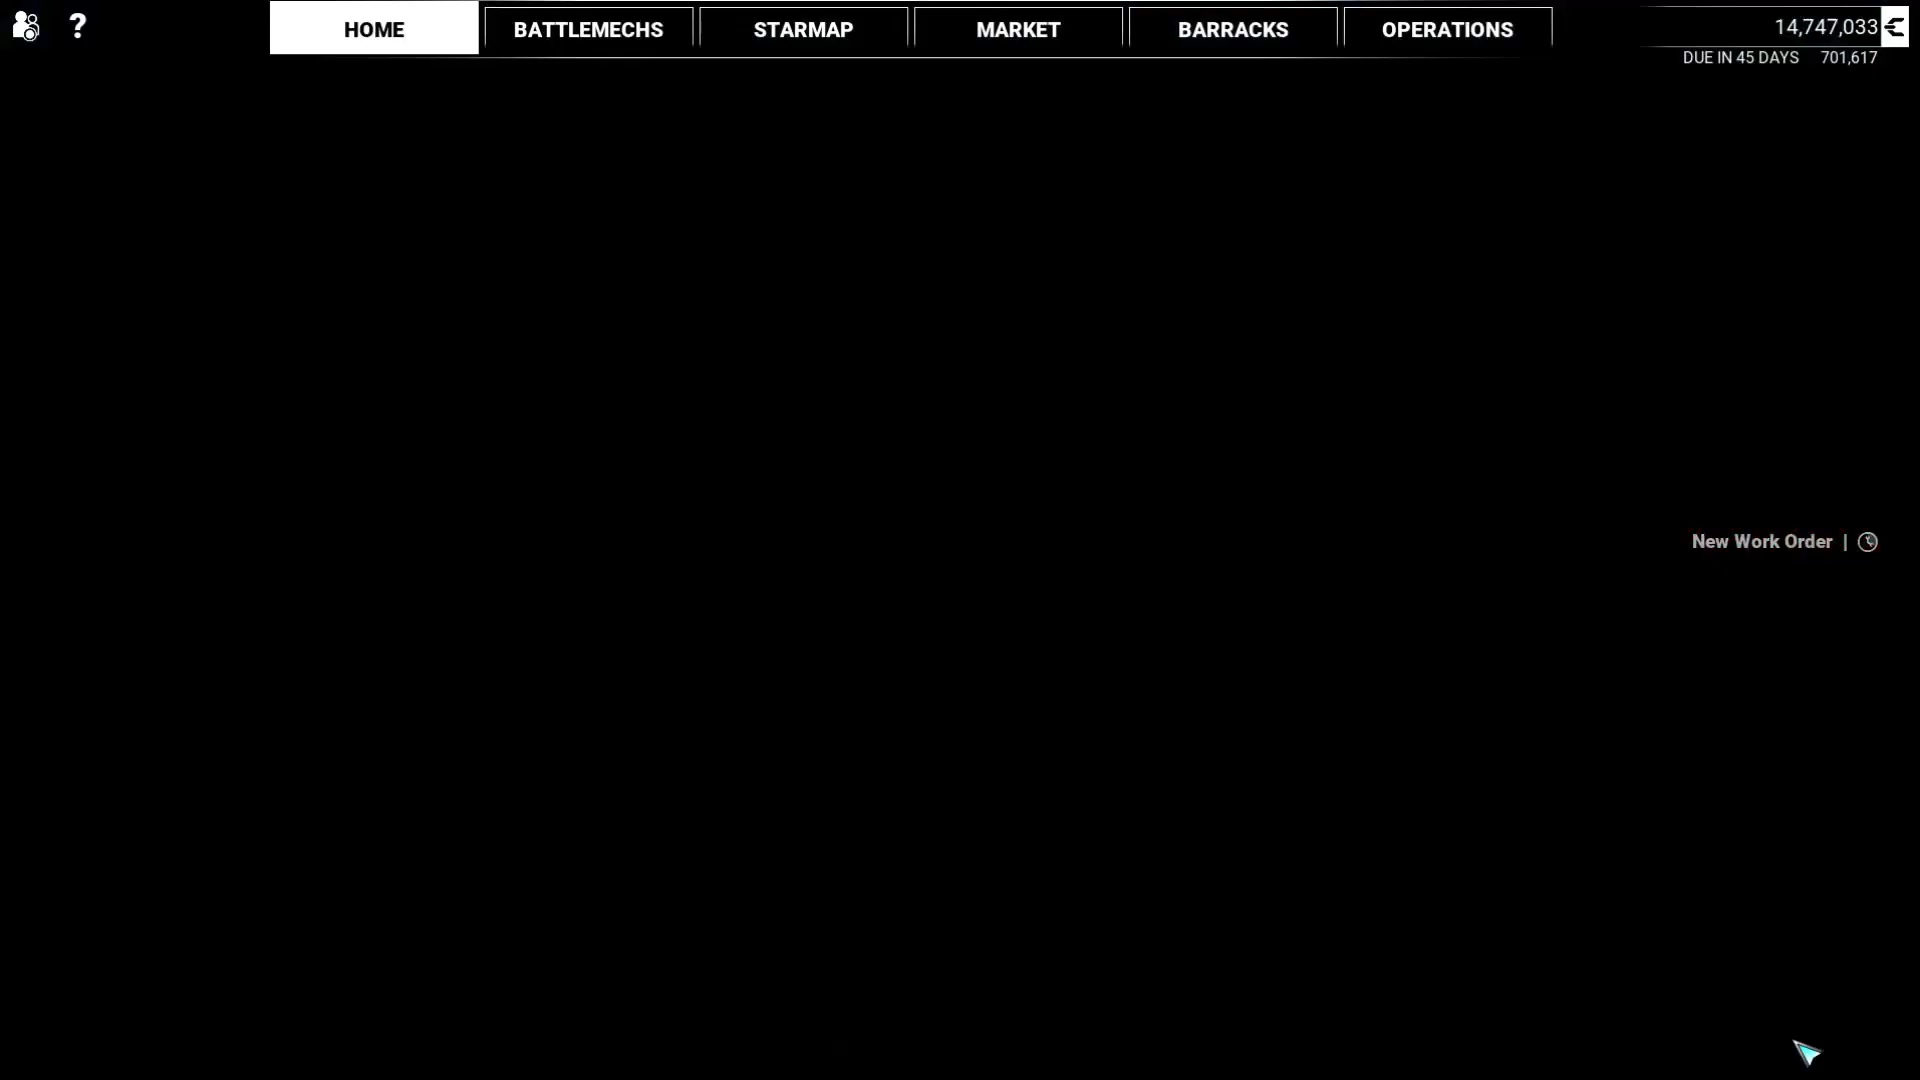 ?
HOME
BATTLEMECHS
STARMAP
MARKET
BARRACKS
OPERATIONS
14,747,033
DUE IN 45 DAYS 701,617
New Work Order |